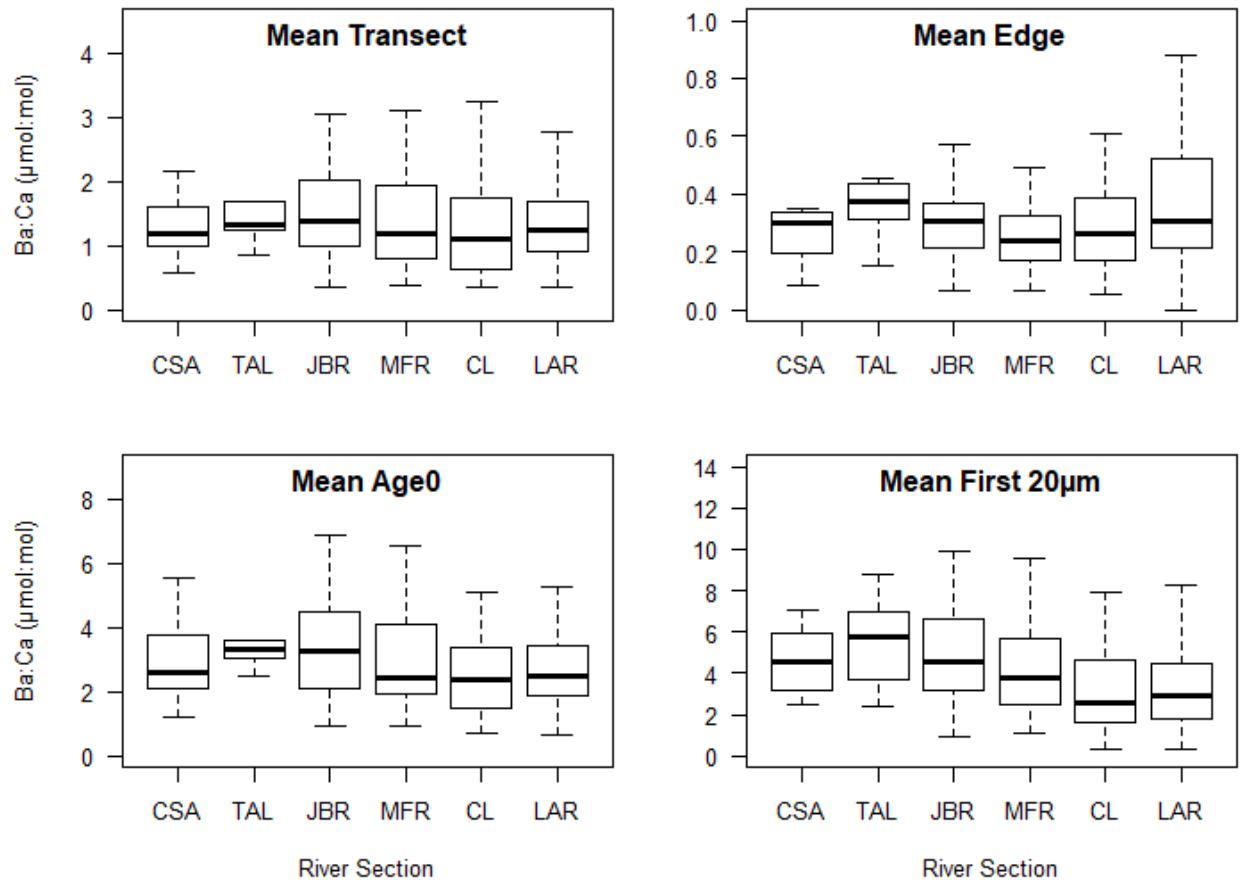 Mean Transect
Ba:Ca (µmol:mol)
4
3
2
1
0
CSA TAL JBR MFR CL LAR
Mean Edge
1.0
0.8
0.6
0.4
0.2
0.0
CSA TAL JBR MFR CL LAR
Mean Age0
Ba:Ca (µmol:mol)
8
6
4
2
0
CSA TAL JBR MFR CL LAR
River Section
Mean First 20µm
14
12
10
8
6
4
2
0
CSA TAL JBR MFR CL LAR
River Section